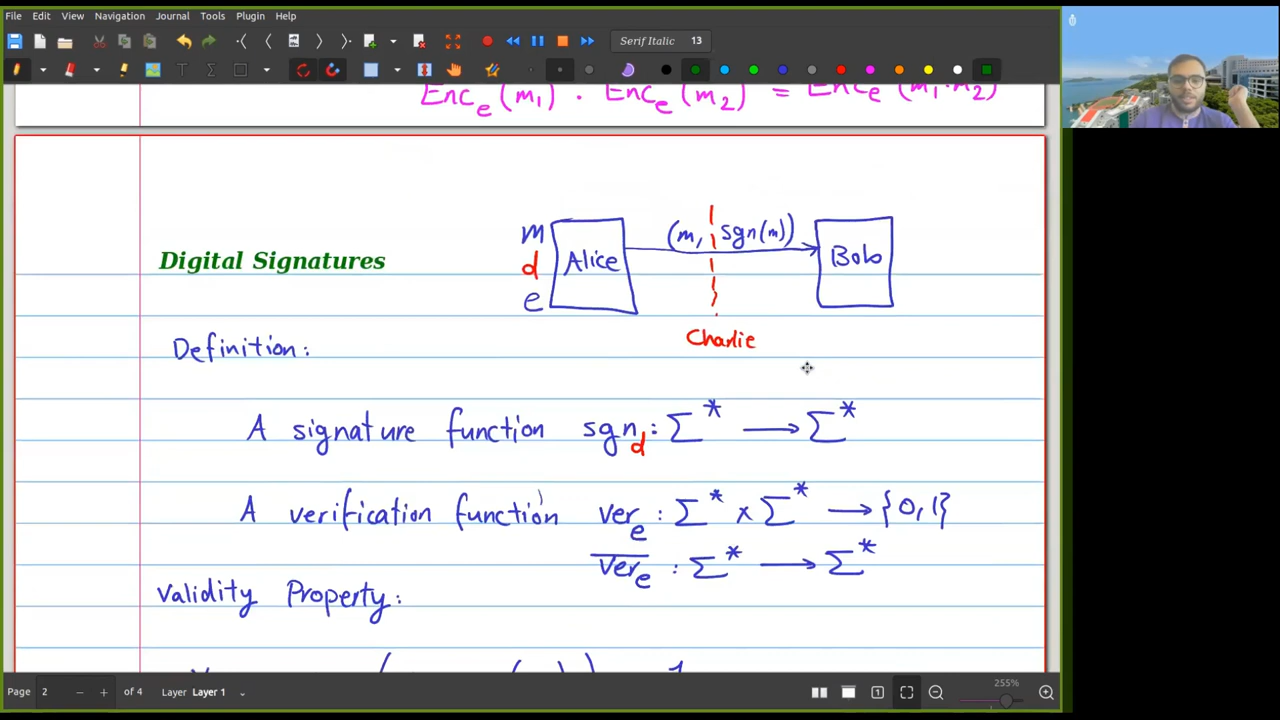 File Edit View Navigation Journal Tools Plugin Help
Serif Italic 13
Enc_e (m_1) · Enc_e (m_2) = Enc_e (m_1·m_2)
m
d
e
Alice
(m, sgn(m))
Bob
Digital Signatures
Charlie
Definition:
A signature function sgn_d : Σ* → Σ*
A verification function ver_e : Σ* × Σ* → {0,1}
v̅e̅r̅_e : Σ* → Σ*
Validity Property:
Page 2 of 4 Layer Layer 1 255%